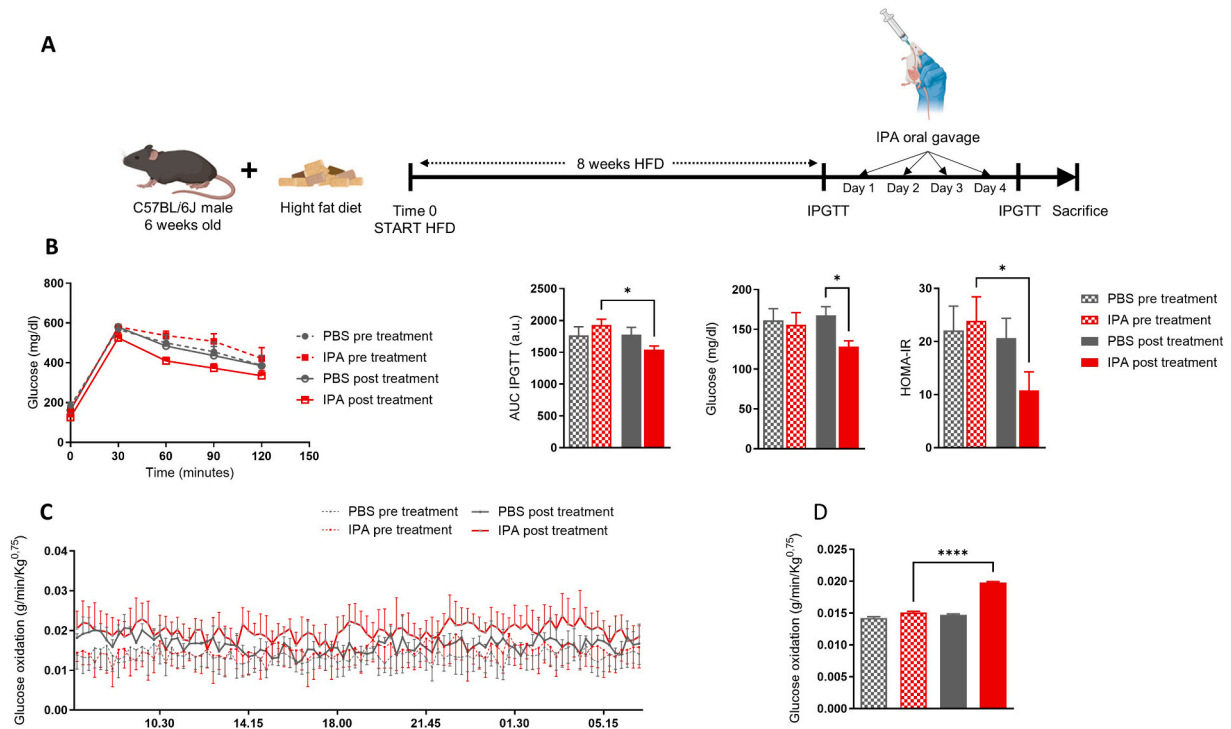 A
IPA oral gavage
8 weeks HFD
Day 1 Day 2 Day 3 Day 4
C57BL/6J male
6 weeks old
+
Hight fat diet
Time 0
START HFD
IPGTT
IPGTT
Sacrifice
B
Glucose (mg/dl)
800
600
400
200
0
0 30 60 90 120 150
Time (minutes)
PBS pre treatment
IPA pre treatment
PBS post treatment
IPA post treatment
AUC IPGTT (a.u.)
2500
2000
1500
1000
500
0
*
Glucose (mg/dl)
200
150
100
50
0
*
HOMA-IR
30
20
10
0
*
PBS pre treatment
IPA pre treatment
PBS post treatment
IPA post treatment
C
PBS pre treatment PBS post treatment
IPA pre treatment IPA post treatment
Glucose oxidation (g/min/Kg0,75)
0.04
0.03
0.02
0.01
0.00
10.30 14.15 18.00 21.45 01.30 05.15
D
Glucose oxidation (g/min/Kg0,75)
0.025
0.020
0.015
0.010
0.005
0.000
****